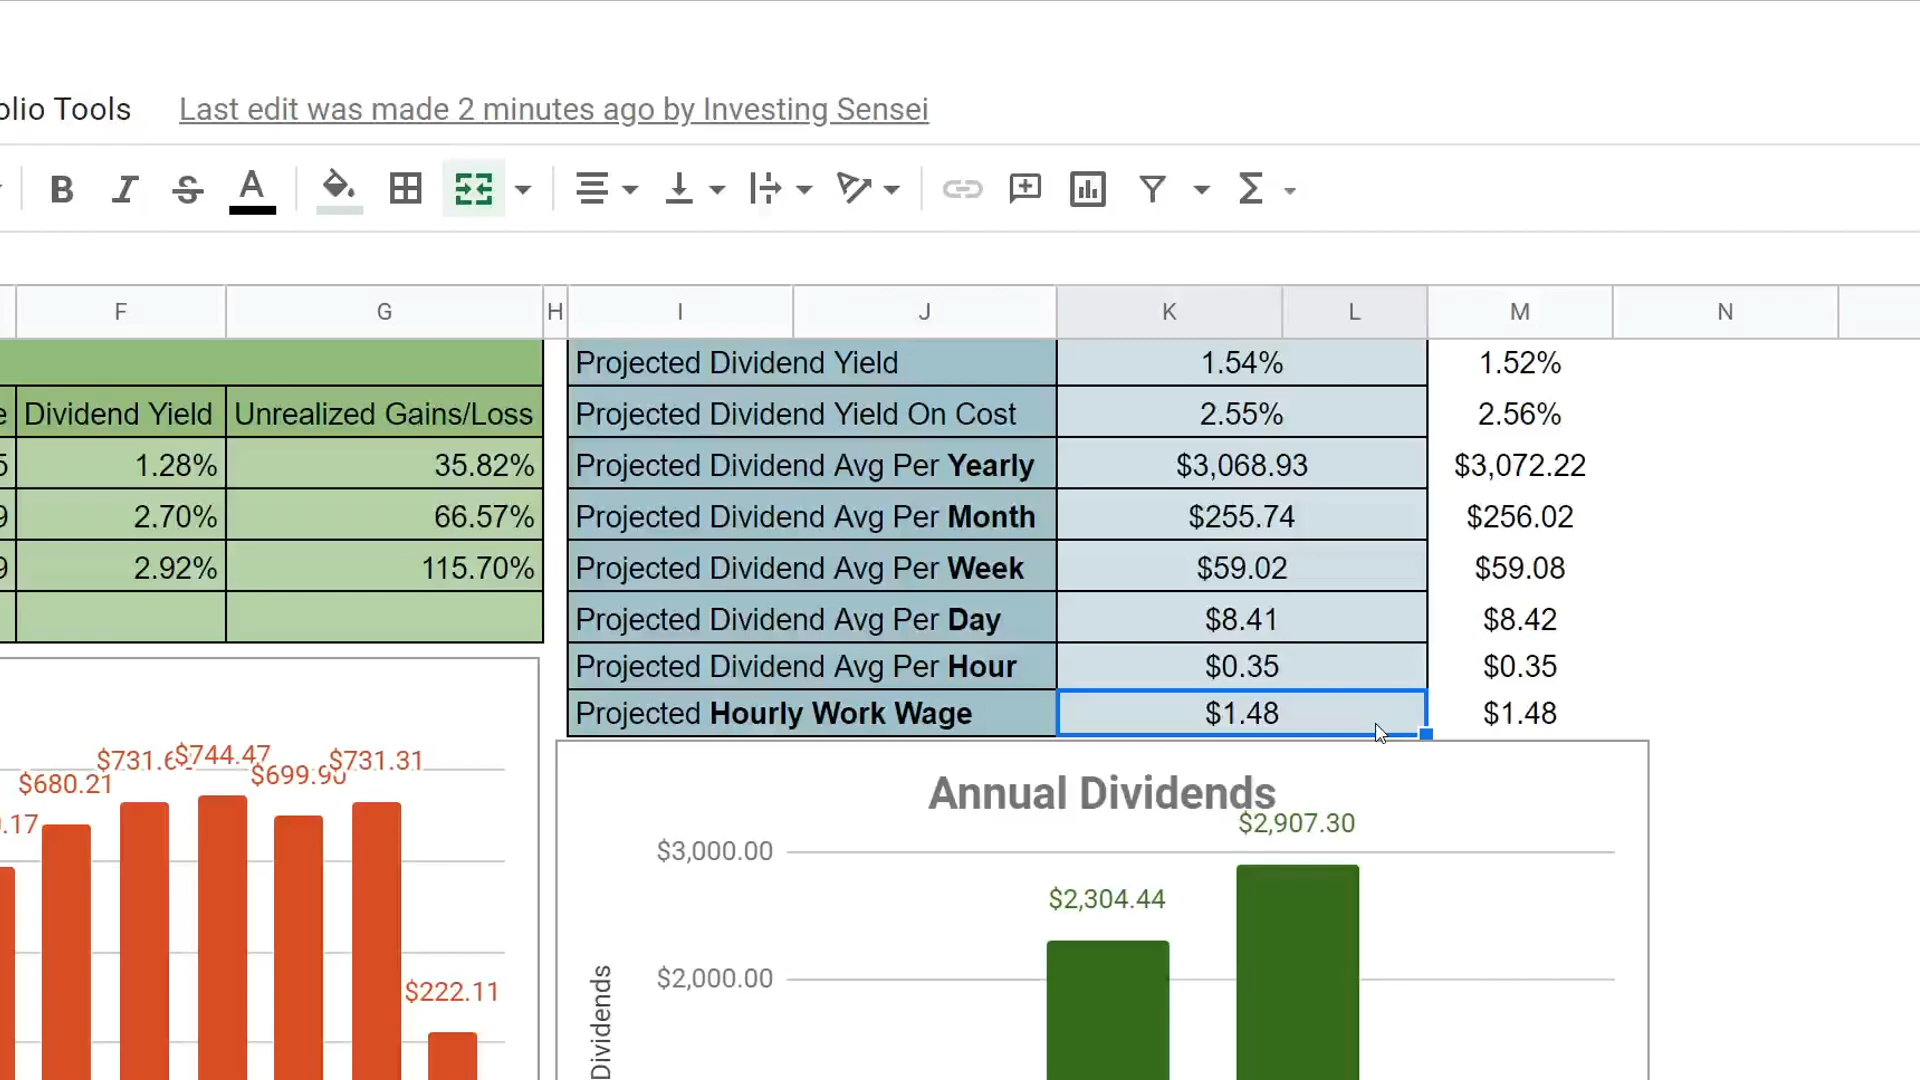 olio Tools Last edit was made 2 minutes ago by Investing Sensei
B I S A
F G H I J K L M N
Projected Dividend Yield 1.54% 1.52%
e Dividend Yield Unrealized Gains/Loss Projected Dividend Yield On Cost 2.55% 2.56%
5 1.28% 35.82% Projected Dividend Avg Per Yearly $3,068.93 $3,072.22
9 2.70% 66.57% Projected Dividend Avg Per Month $255.74 $256.02
9 2.92% 115.70% Projected Dividend Avg Per Week $59.02 $59.08
Projected Dividend Avg Per Day $8.41 $8.42
Projected Dividend Avg Per Hour $0.35 $0.35
Projected Hourly Work Wage $1.48 $1.48
.17 $680.21 $744.47 $731.31
$222.11
Annual Dividends
$2,907.30
$3,000.00
$2,304.44
$2,000.00
Dividends